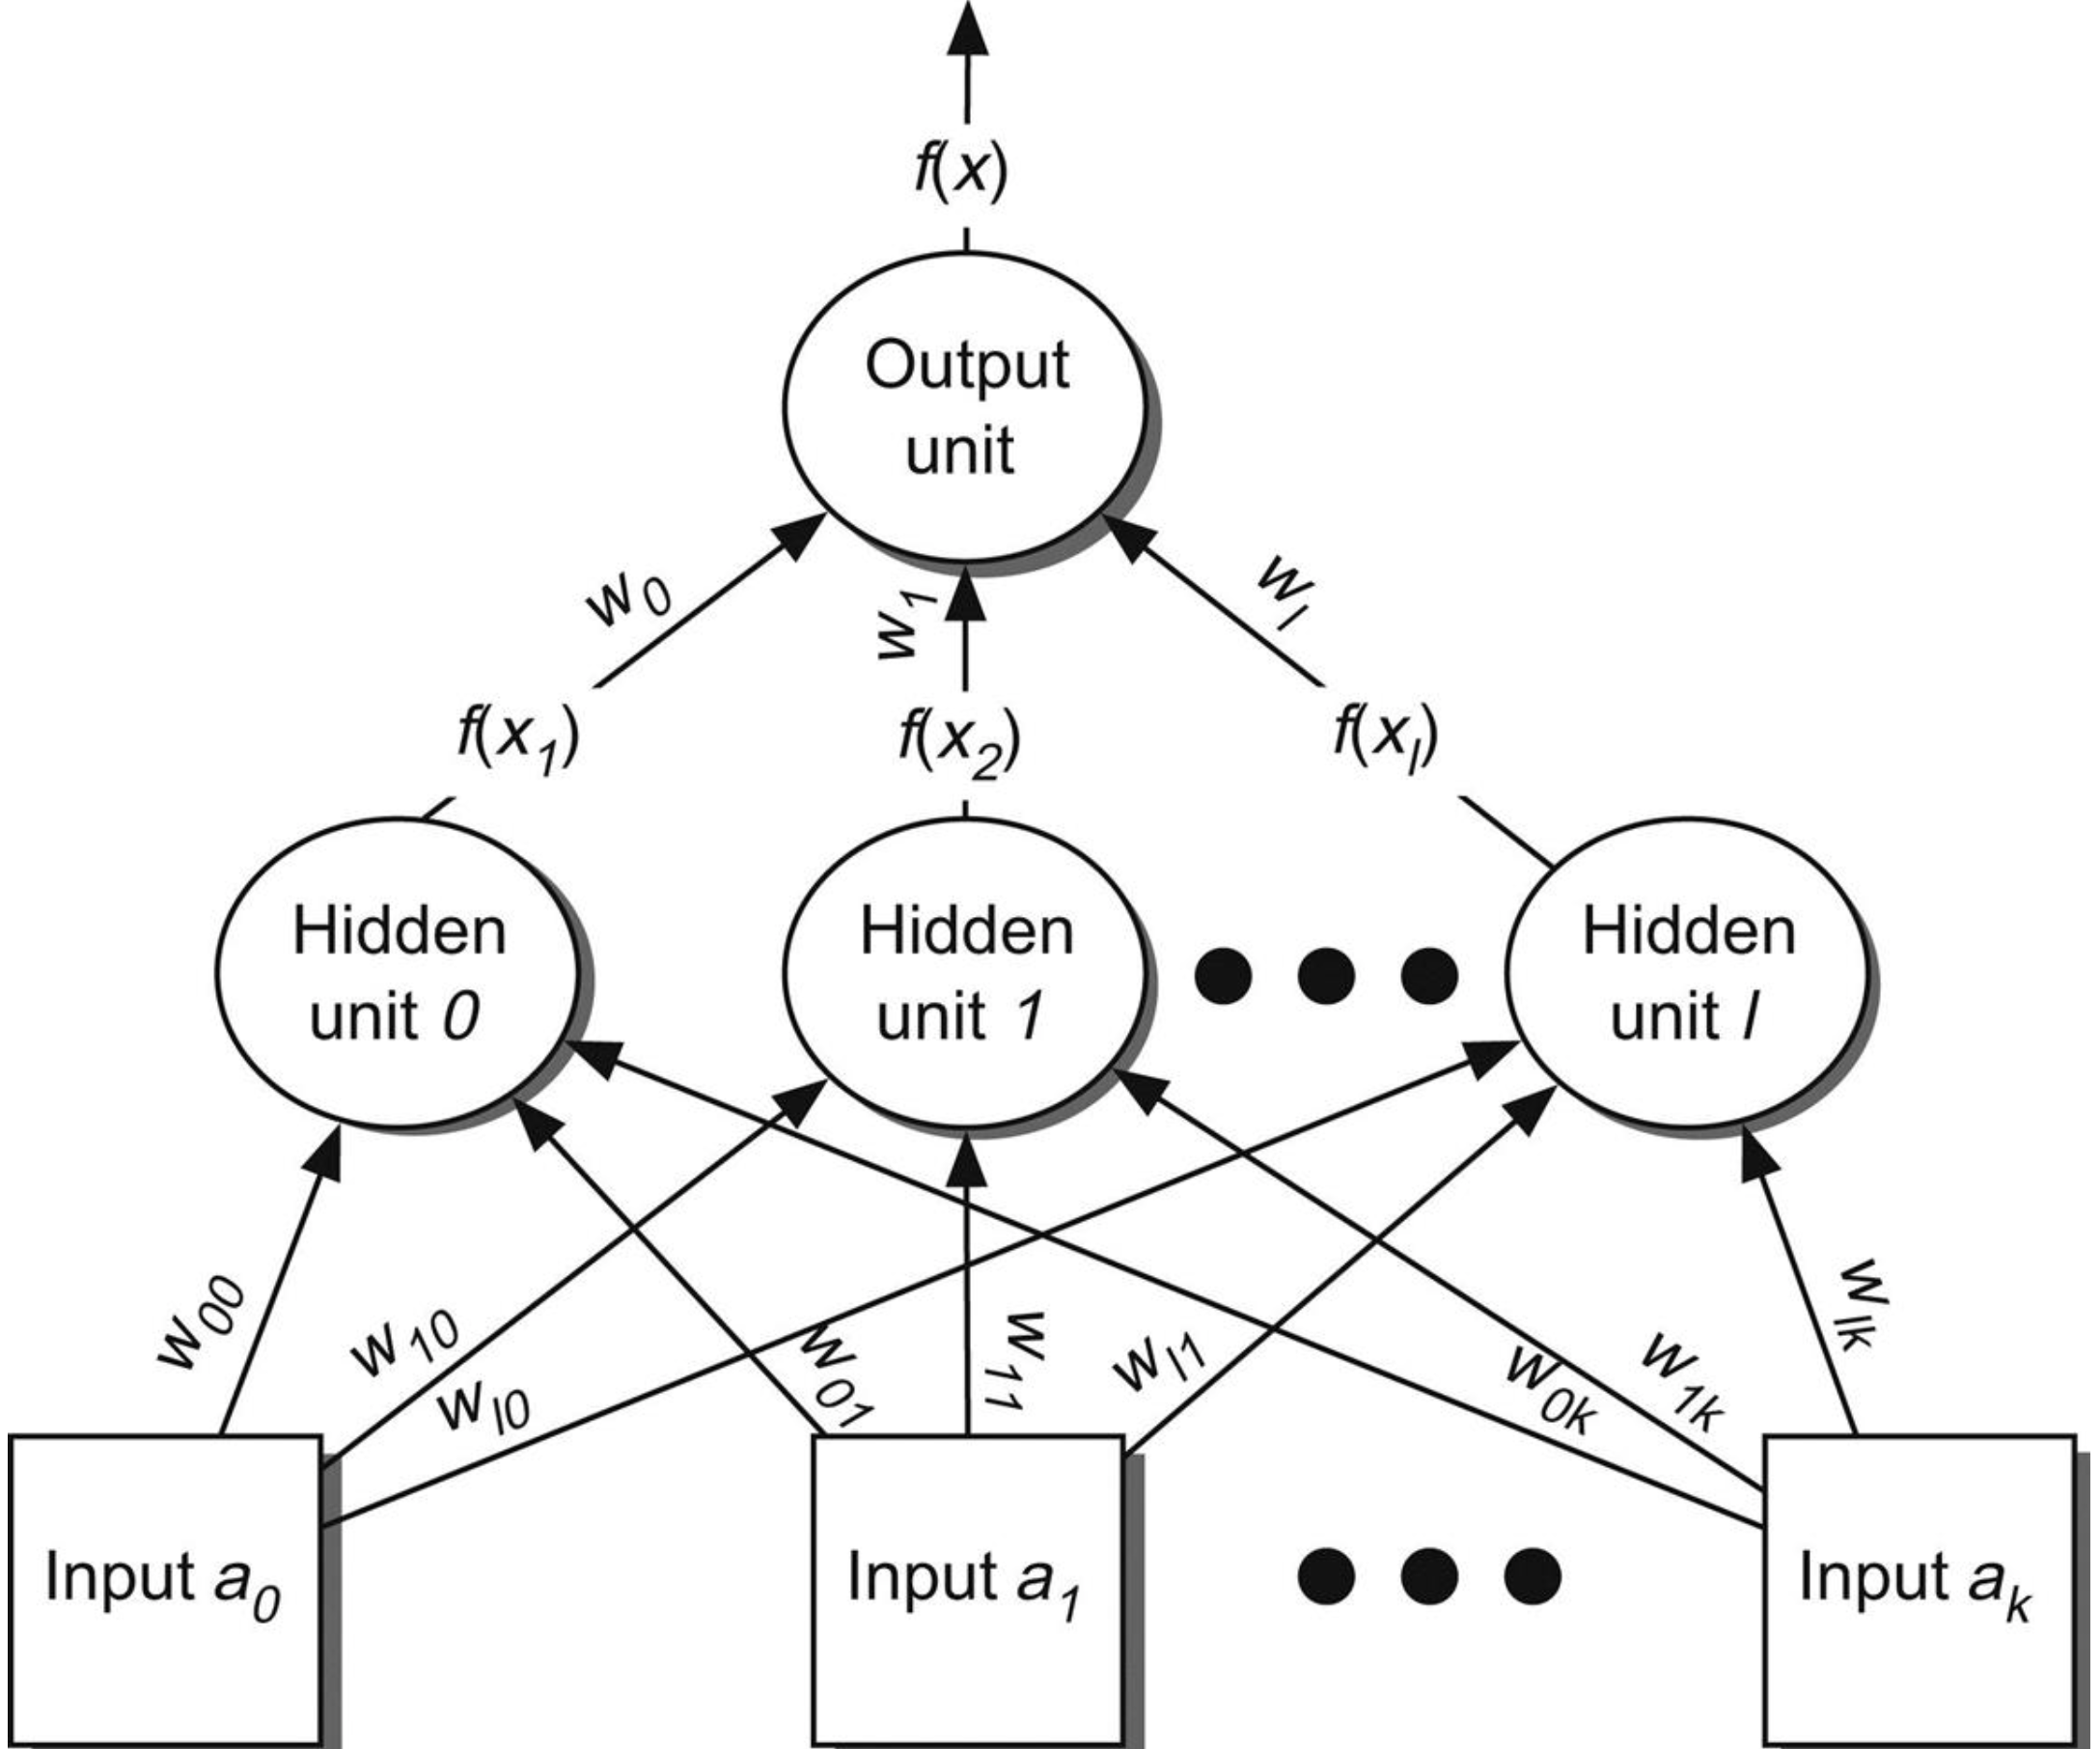 f(x)
Output
unit
w0
w1
wl
f(x1)
f(x2)
f(xl)
Hidden
unit 0
Hidden
unit 1
Hidden
unit l
w00
w10
wl0
w01
w11
wl1
w0k
w1k
wlk
Input a0
Input a1
Input ak